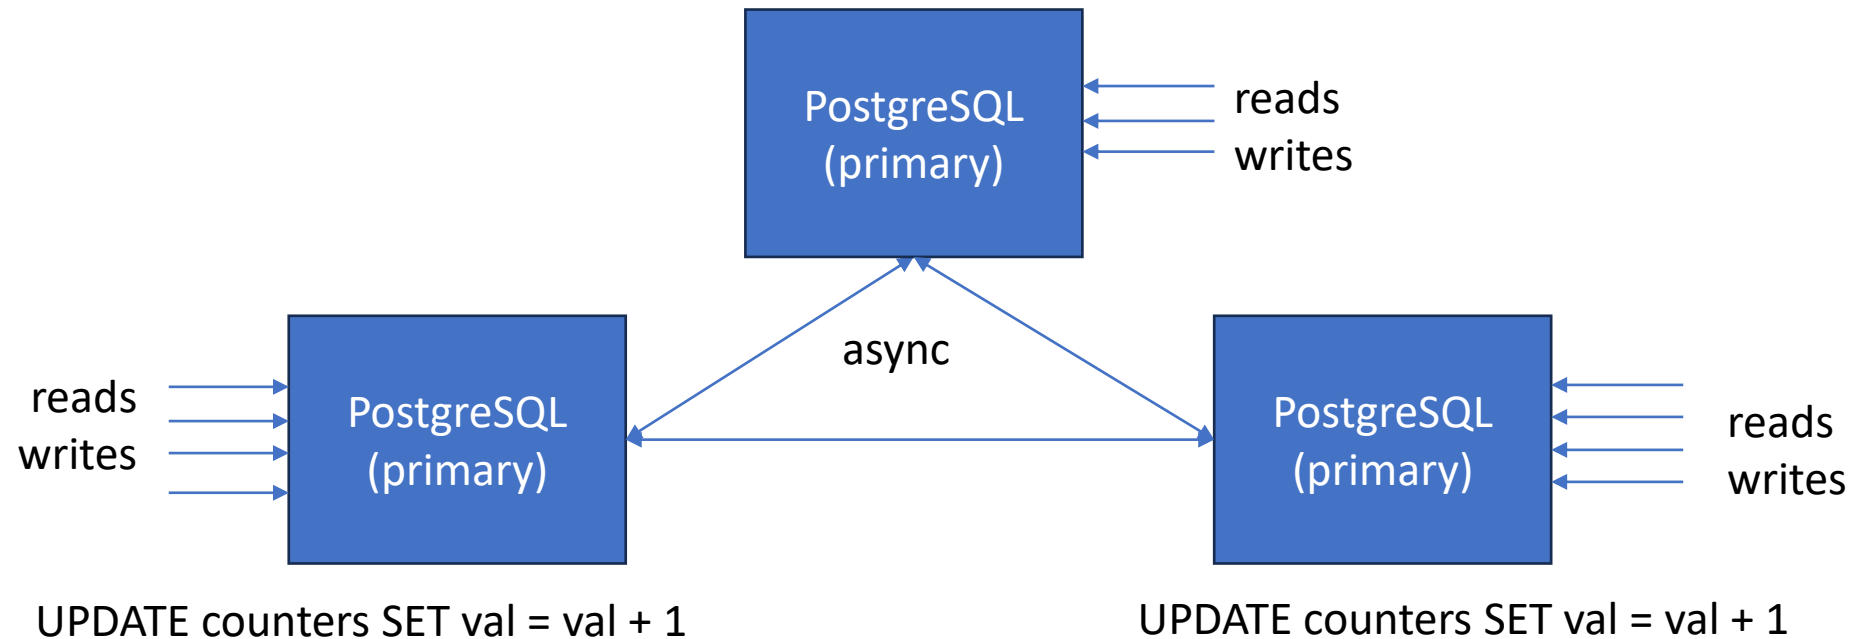 PostgreSQL
(primary)
reads
writes
async
reads
writes
PostgreSQL
(primary)
PostgreSQL
(primary)
reads
writes
UPDATE counters SET val = val + 1
UPDATE counters SET val = val + 1